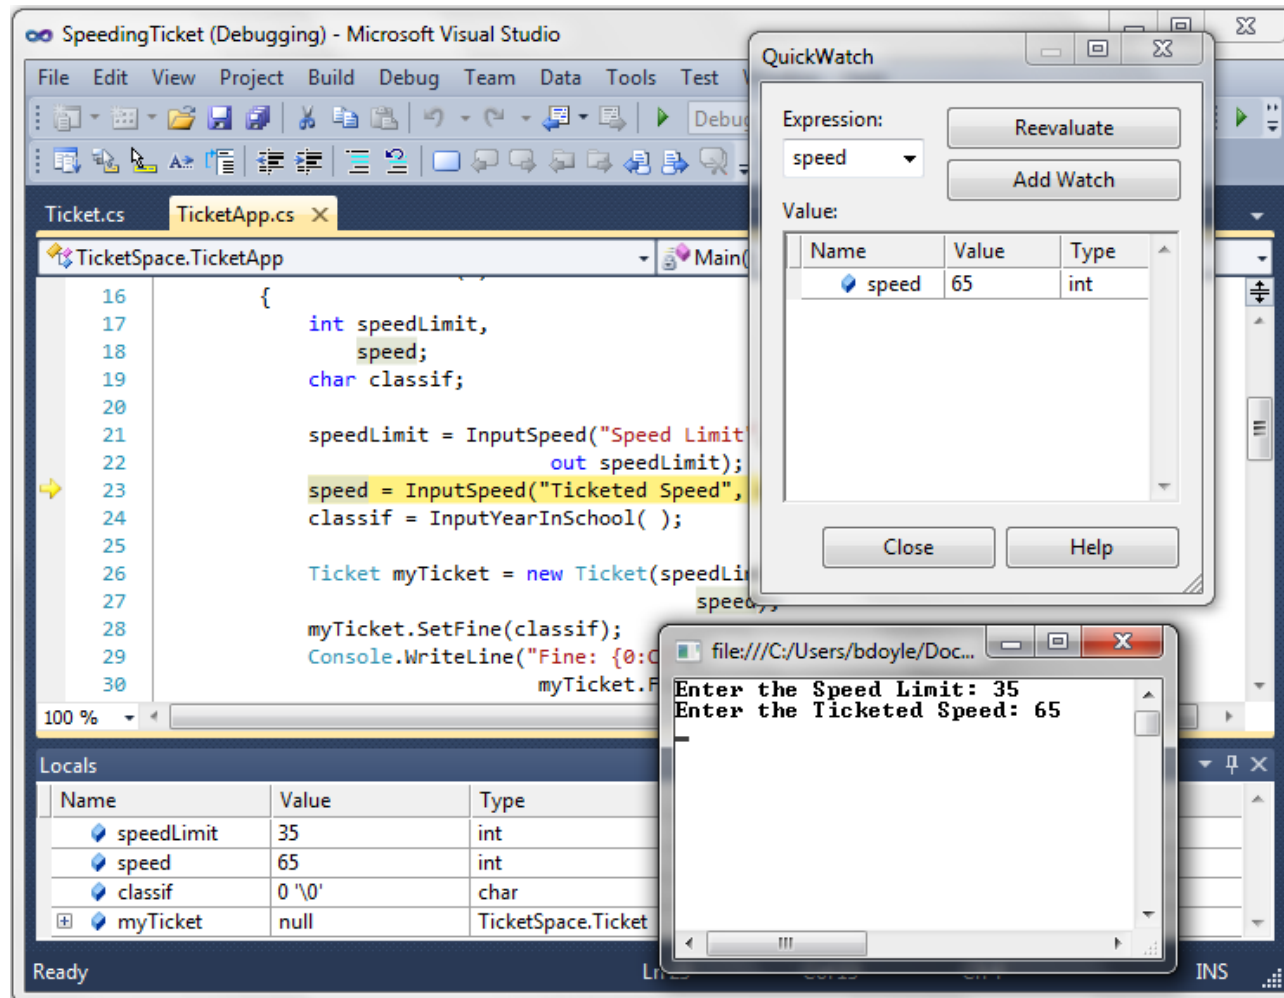 SpeedingTicket (Debugging) - Microsoft Visual Studio
File Edit View Project Build Debug Team Data Tools Test
Debug
Ticket.cs TicketApp.cs
TicketSpace.TicketApp Main(
16 {
17 int speedLimit,
18 speed;
19 char classif;
20
21 speedLimit = InputSpeed("Speed Limit"
22 out speedLimit);
23 speed = InputSpeed("Ticketed Speed",
24 classif = InputYearInSchool( );
25
26 Ticket myTicket = new Ticket(speedLim
27 speed);
28 myTicket.SetFine(classif);
29 Console.WriteLine("Fine: {0:C
30 myTicket.F
100 %
QuickWatch
Expression:
speed
Reevaluate
Add Watch
Value:
Name Value Type
speed 65 int
Close Help
file:///C:/Users/bdoyle/Doc...
Enter the Speed Limit: 35
Enter the Ticketed Speed: 65
Locals
Name Value Type
speedLimit 35 int
speed 65 int
classif 0 '\0' char
myTicket null TicketSpace.Ticket
Ready INS